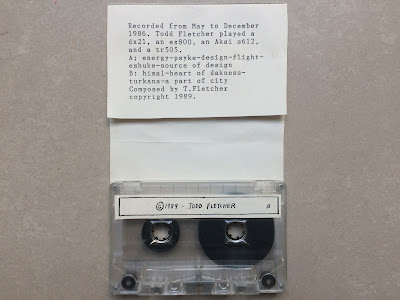 Recorded from May to December
1986. Todd Fletcher played a
dx21, an ex800, an Akai s612,
and a tr505.
A; energy-psyke-design-flight-
eshuke-source of design
B: himal-heart of dakness-
turkana-a part of city
Composed by T.Fletcher
copyright 1989.
©1989 - TODD FLETCHER